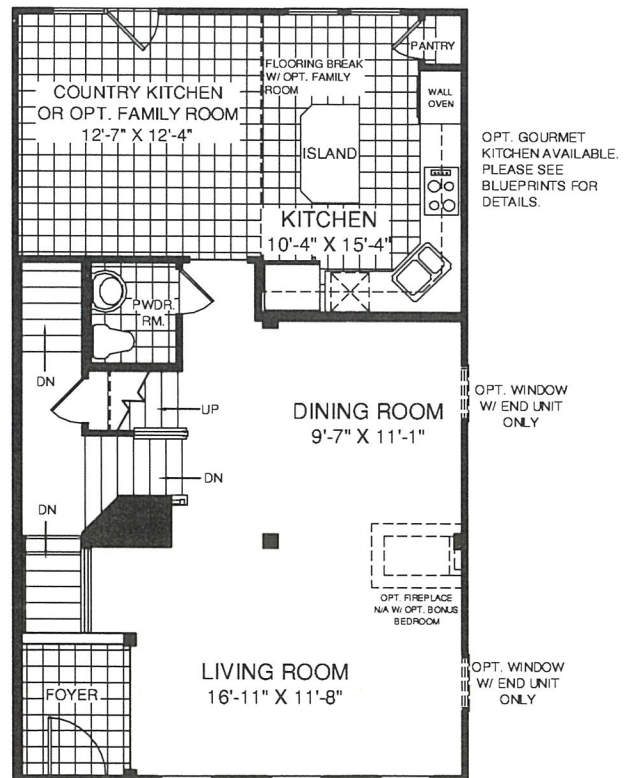 PANTRY
FLOORING BREAK
W/ OPT. FAMILY
ROOM
COUNTRY KITCHEN
OR OPT. FAMILY ROOM
12'-7" X 12'-4"
WALL
OVEN
ISLAND
OPT. GOURMET
KITCHEN AVAILABLE.
PLEASE SEE
BLUEPRINTS FOR
DETAILS.
KITCHEN
10'-4" X 15'-4"
PWDR.
RM.
DN
UP
OPT. WINDOW
W/ END UNIT
ONLY
DINING ROOM
9'-7" X 11'-1"
DN
DN
OPT. FIREPLACE
N/A W/ OPT. BONUS
BEDROOM
LIVING ROOM
16'-11" X 11'-8"
OPT. WINDOW
W/ END UNIT
ONLY
FOYER